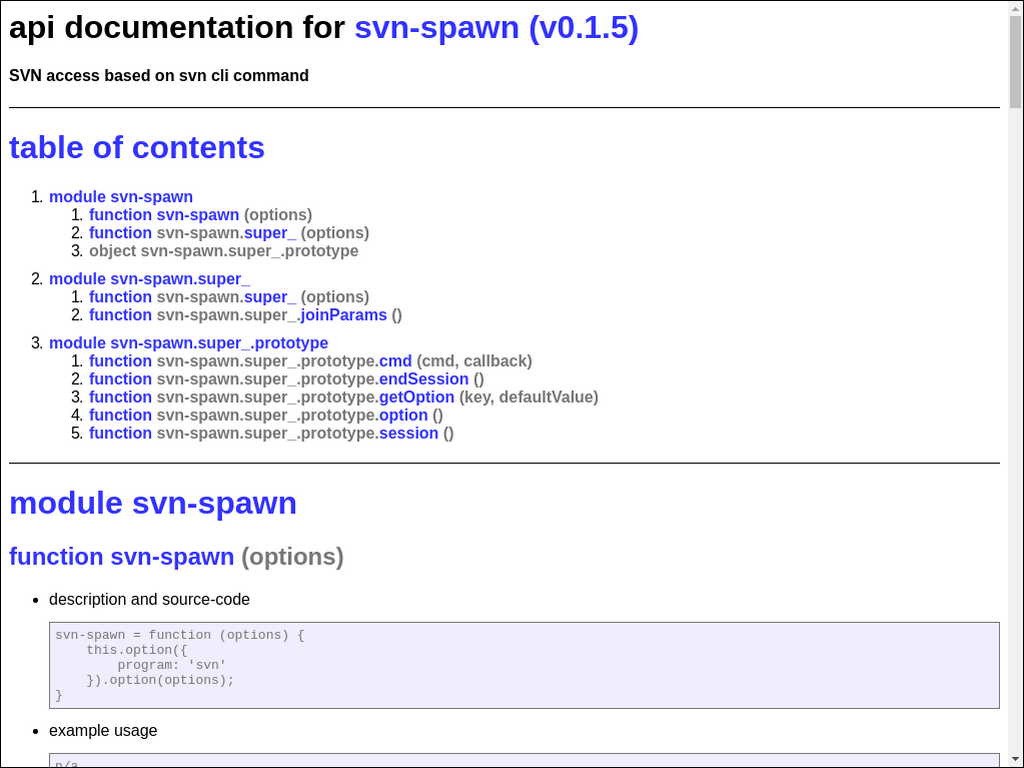 api documentation for svn-spawn (v0.1.5)
SVN access based on svn cli command
table of contents
1. module svn-spawn
1. function svn-spawn (options)
2. function svn-spawn.super_ (options)
3. object svn-spawn.super_.prototype
2. module svn-spawn.super_
1. function svn-spawn.super_ (options)
2. function svn-spawn.super_.joinParams ()
3. module svn-spawn.super_.prototype
1. function svn-spawn.super_.prototype.cmd (cmd, callback)
2. function svn-spawn.super_.prototype.endSession ()
3. function svn-spawn.super_.prototype.getOption (key, defaultValue)
4. function svn-spawn.super_.prototype.option ()
5. function svn-spawn.super_.prototype.session ()
module svn-spawn
function svn-spawn (options)
• description and source-code
svn-spawn = function (options) {
    this.option({
        program: 'svn'
    }).option(options);
}
• example usage
n/a